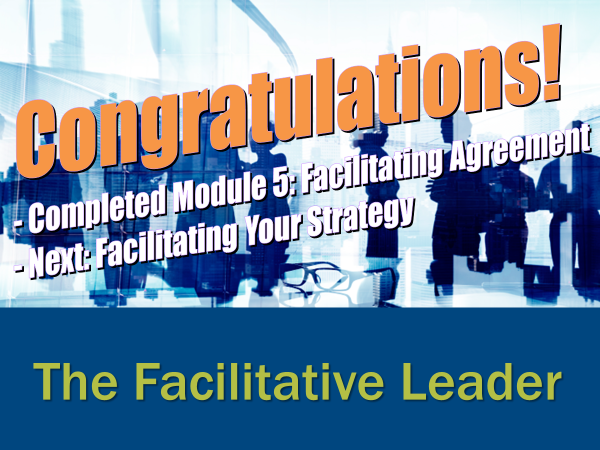 Congratulations!
- Completed Module 5: Facilitating Agreement
- Next: Facilitating Your Strategy
The Facilitative Leader